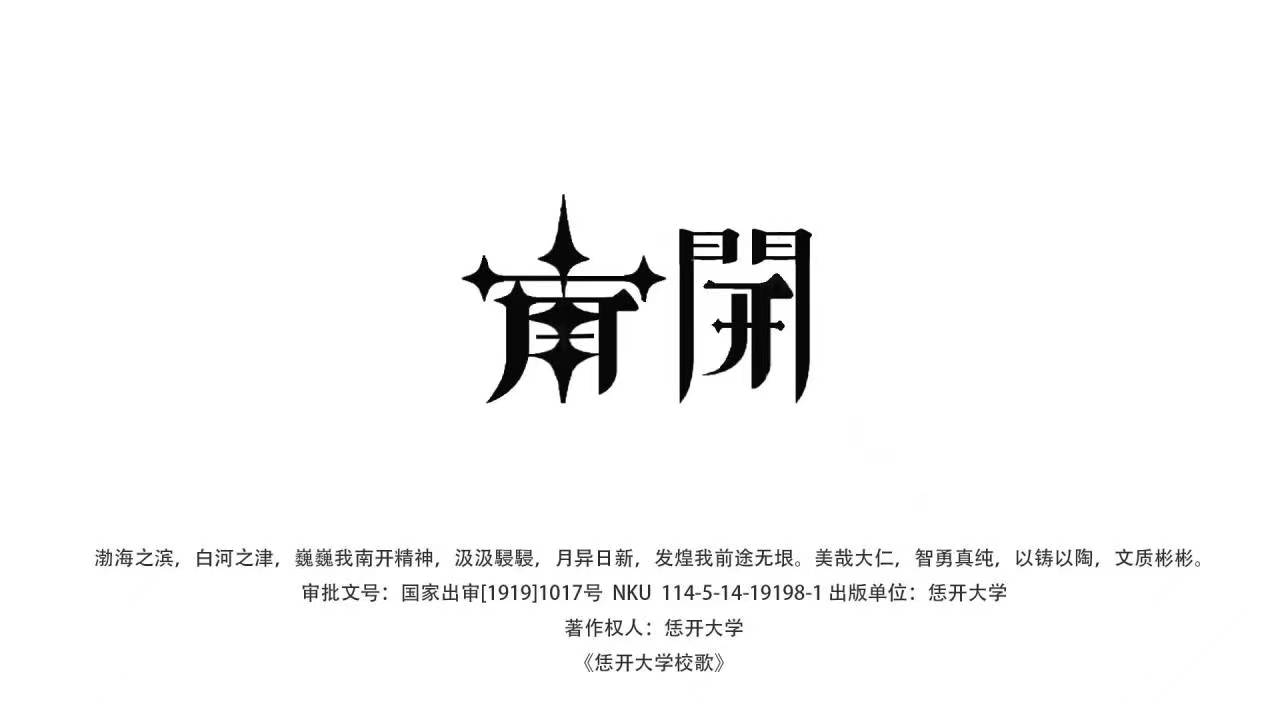 南開
渤海之滨，白河之津，巍巍我南开精神，汲汲駸駸，月异日新，发煌我前途无垠。美哉大仁，智勇真纯，以铸以陶，文质彬彬。
审批文号：国家出审[1919]1017号 NKU 114-5-14-19198-1 出版单位：恁开大学
著作权人：恁开大学
《恁开大学校歌》